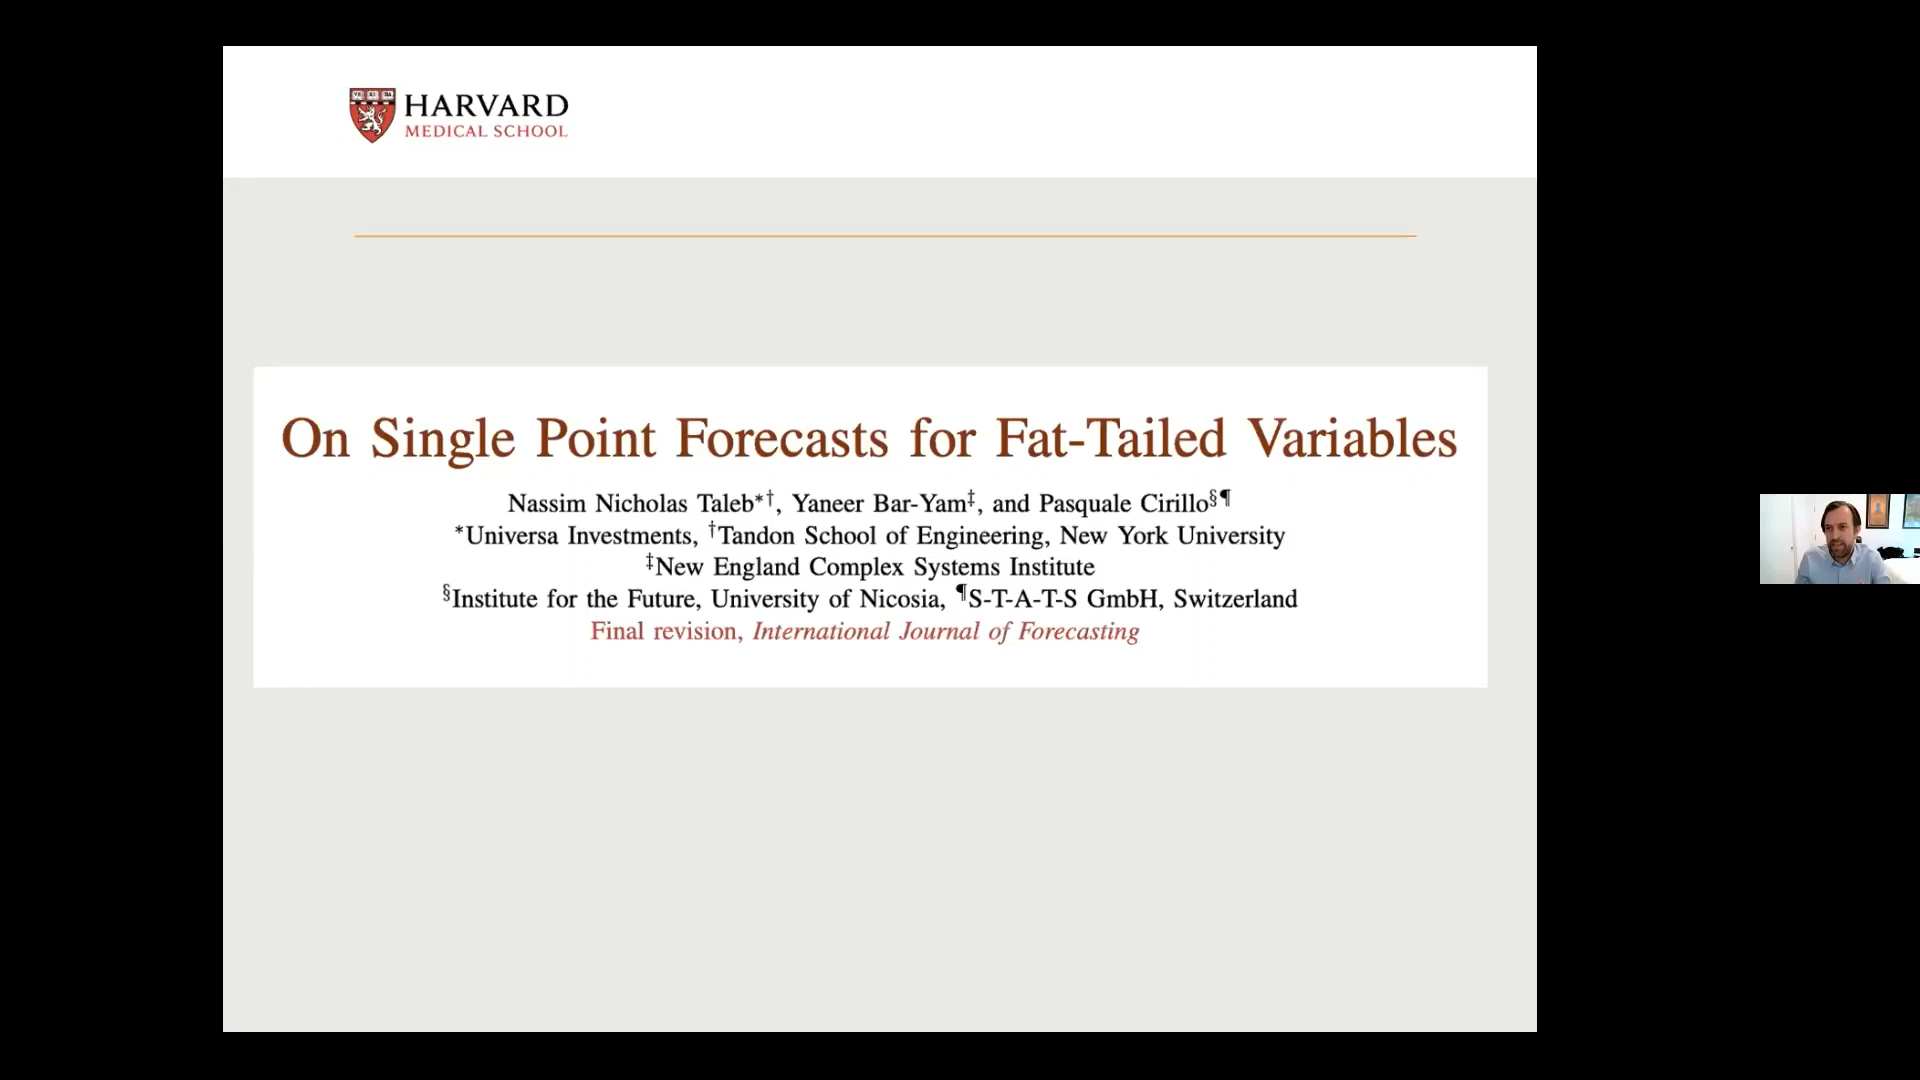 HARVARD
MEDICAL SCHOOL
On Single Point Forecasts for Fat-Tailed Variables
Nassim Nicholas Taleb*†, Yaneer Bar-Yam‡, and Pasquale Cirillo§¶
*Universa Investments, †Tandon School of Engineering, New York University
‡New England Complex Systems Institute
§Institute for the Future, University of Nicosia, ¶S-T-A-T-S GmbH, Switzerland
Final revision, International Journal of Forecasting